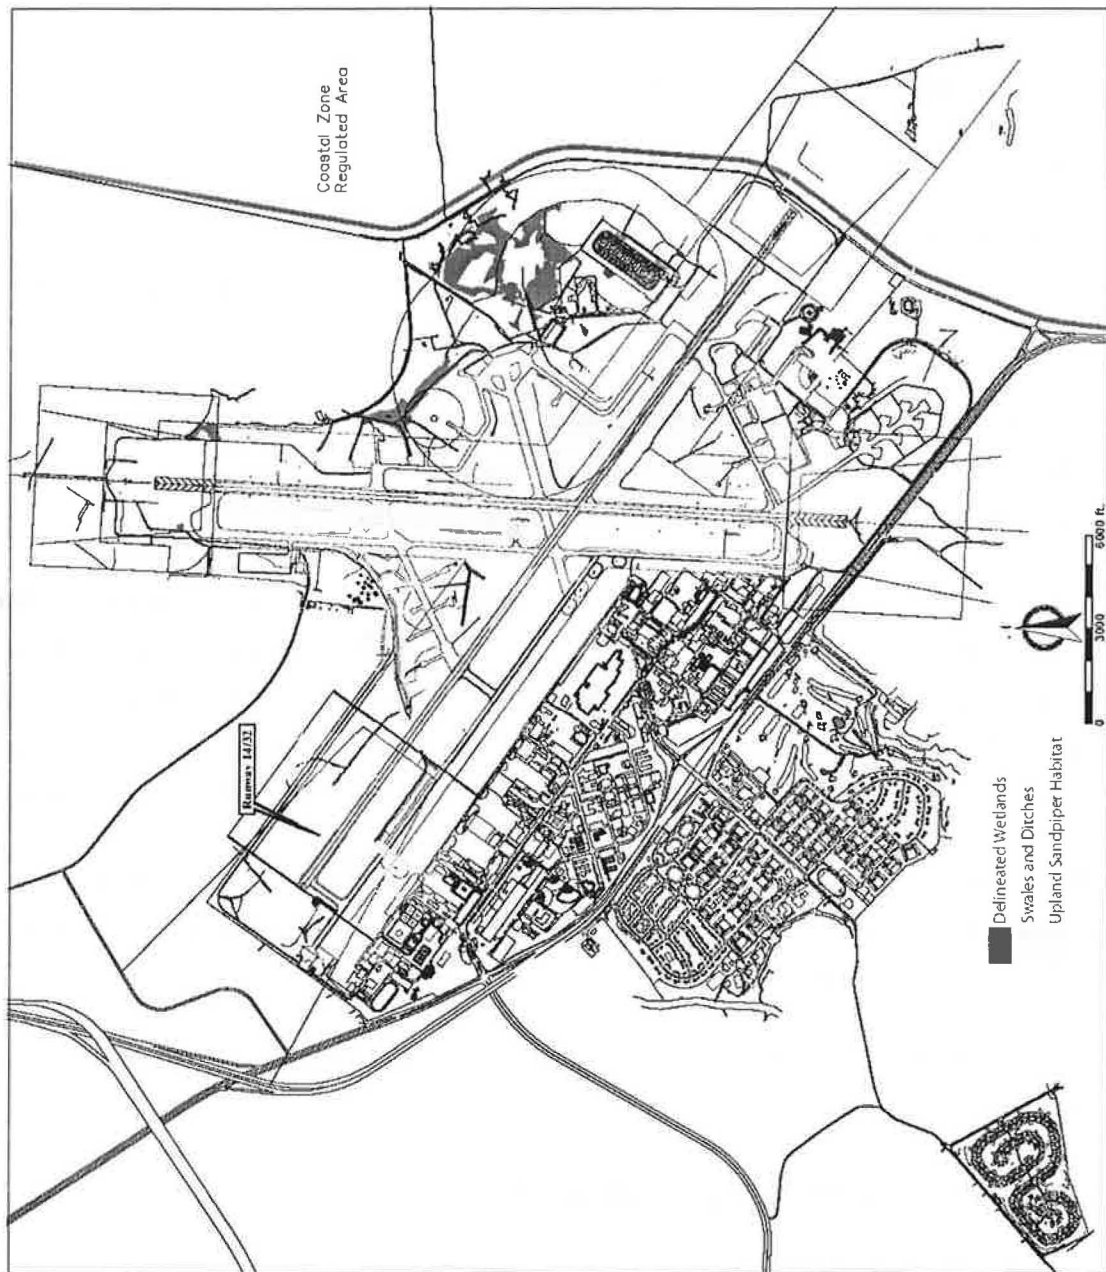 Coastal Zone
Regulated Area
Runway 14/32
Delineated Wetlands
Swales and Ditches
Upland Sandpiper Habitat
0 3000 6000 ft.